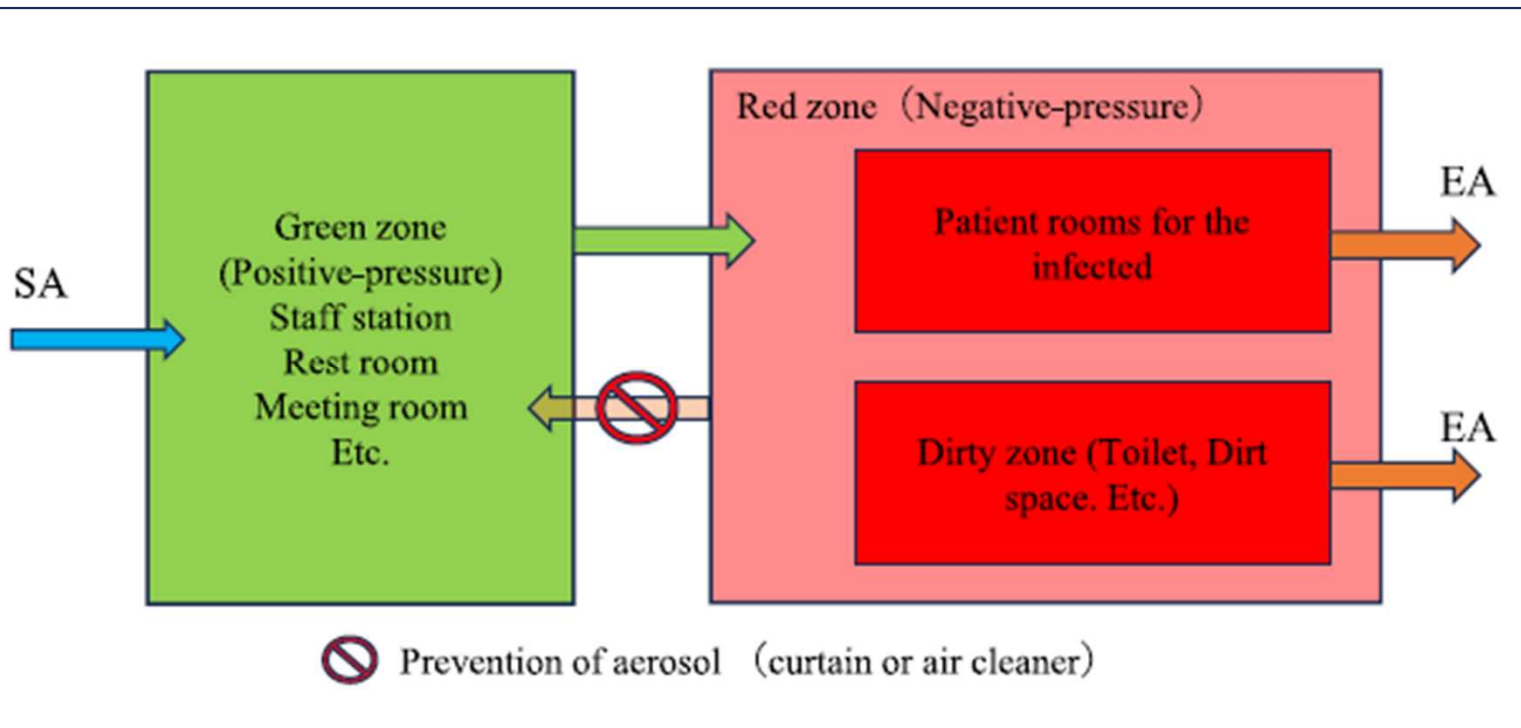 SA
Green zone
(Positive-pressure)
Staff station
Rest room
Meeting room
Etc.
Red zone（Negative-pressure）
Patient rooms for the
infected
EA
Dirty zone (Toilet, Dirt
space. Etc.)
EA
Prevention of aerosol （curtain or air cleaner）